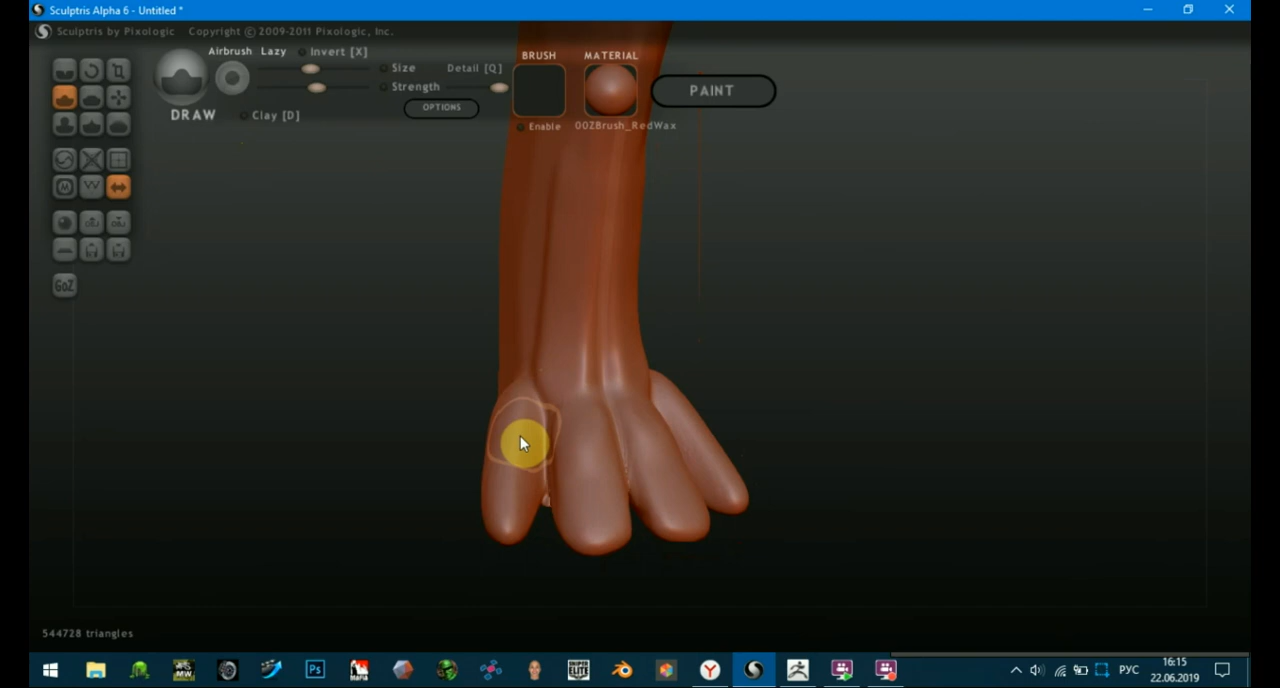 Sculptris Alpha 6 - Untitled *
Sculptris by Pixologic Copyright © 2009-2011 Pixologic, Inc.
Airbrush Lazy Invert [X]
Size Detail [Q]
Strength
OPTIONS
DRAW Clay [D]
BRUSH MATERIAL
PAINT
Enable 00ZBrush_RedWax
GoZ
544728 triangles
Ps
РУС
16:15
22.06.2019